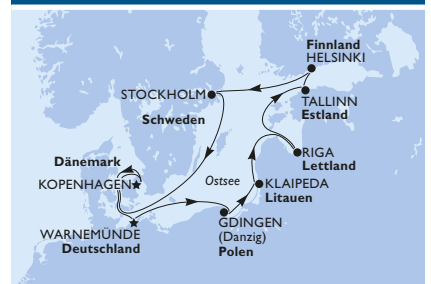 Finnland
HELSINKI
STOCKHOLM
TALLINN
Estland
Schweden
RIGA
Lettland
Dänemark
KOPENHAGEN
Ostsee
KLAIPEDA
Litauen
GDINGEN
(Danzig)
Polen
WARNEMÜNDE
Deutschland